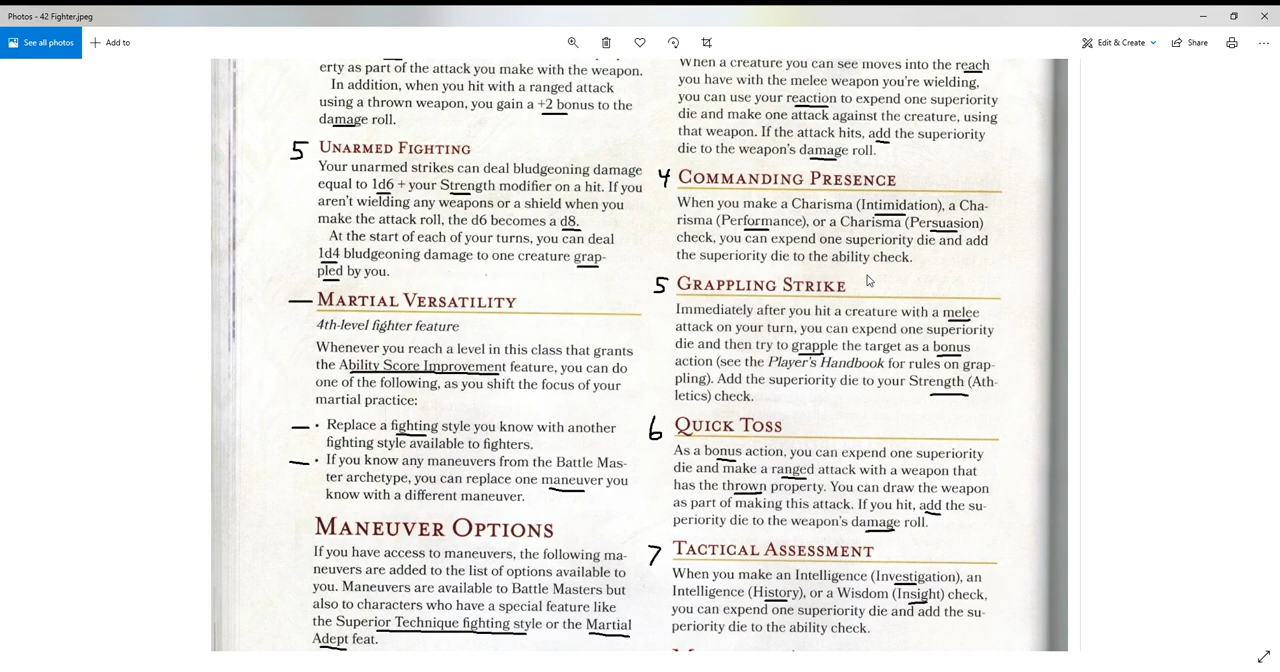 Photos - 42 Fighter.jpeg
See all photos
Add to
Edit & Create
Share
erty as part of the attack you make with the weapon.
In addition, when you hit with a ranged attack
using a thrown weapon, you gain a +2 bonus to the
damage roll.
5 UNARMED FIGHTING
Your unarmed strikes can deal bludgeoning damage
equal to 1d6 + your Strength modifier on a hit. If you
aren't wielding any weapons or a shield when you
make the attack roll, the d6 becomes a d8.
At the start of each of your turns, you can deal
1d4 bludgeoning damage to one creature grap-
pled by you.
MARTIAL VERSATILITY
4th-level fighter feature
Whenever you reach a level in this class that grants
the Ability Score Improvement feature, you can do
one of the following, as you shift the focus of your
martial practice:
• Replace a fighting style you know with another
fighting style available to fighters.
• If you know any maneuvers from the Battle Mas-
ter archetype, you can replace one maneuver you
know with a different maneuver.
MANEUVER OPTIONS
If you have access to maneuvers, the following ma-
neuvers are added to the list of options available to
you. Maneuvers are available to Battle Masters but
also to characters who have a special feature like
the Superior Technique fighting style or the Martial
Adept feat.
When a creature you can see moves into the reach
you have with the melee weapon you're wielding,
you can use your reaction to expend one superiority
die and make one attack against the creature, using
that weapon. If the attack hits, add the superiority
die to the weapon's damage roll.
4 COMMANDING PRESENCE
When you make a Charisma (Intimidation), a Cha-
risma (Performance), or a Charisma (Persuasion)
check, you can expend one superiority die and add
the superiority die to the ability check.
5 GRAPPLING STRIKE
Immediately after you hit a creature with a melee
attack on your turn, you can expend one superiority
die and then try to grapple the target as a bonus
action (see the Player's Handbook for rules on grap-
pling). Add the superiority die to your Strength (Ath-
letics) check.
6 QUICK TOSS
As a bonus action, you can expend one superiority
die and make a ranged attack with a weapon that
has the thrown property. You can draw the weapon
as part of making this attack. If you hit, add the su-
periority die to the weapon's damage roll.
7 TACTICAL ASSESSMENT
When you make an Intelligence (Investigation), an
Intelligence (History), or a Wisdom (Insight) check,
you can expend one superiority die and add the su-
periority die to the ability check.